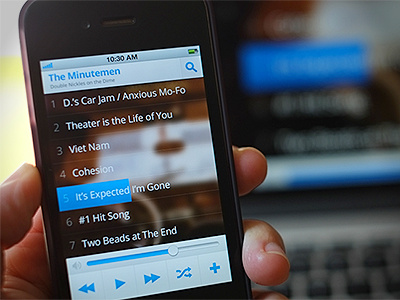 10:30 AM
The Minutemen
Double Nickles on the Dime
1 D.'s Car Jam / Anxious Mo-Fo
2 Theater is the Life of You
3 Viet Nam
4 Cohesion
5 It's Expected I'm Gone
6 #1 Hit Song
7 Two Beads at The End